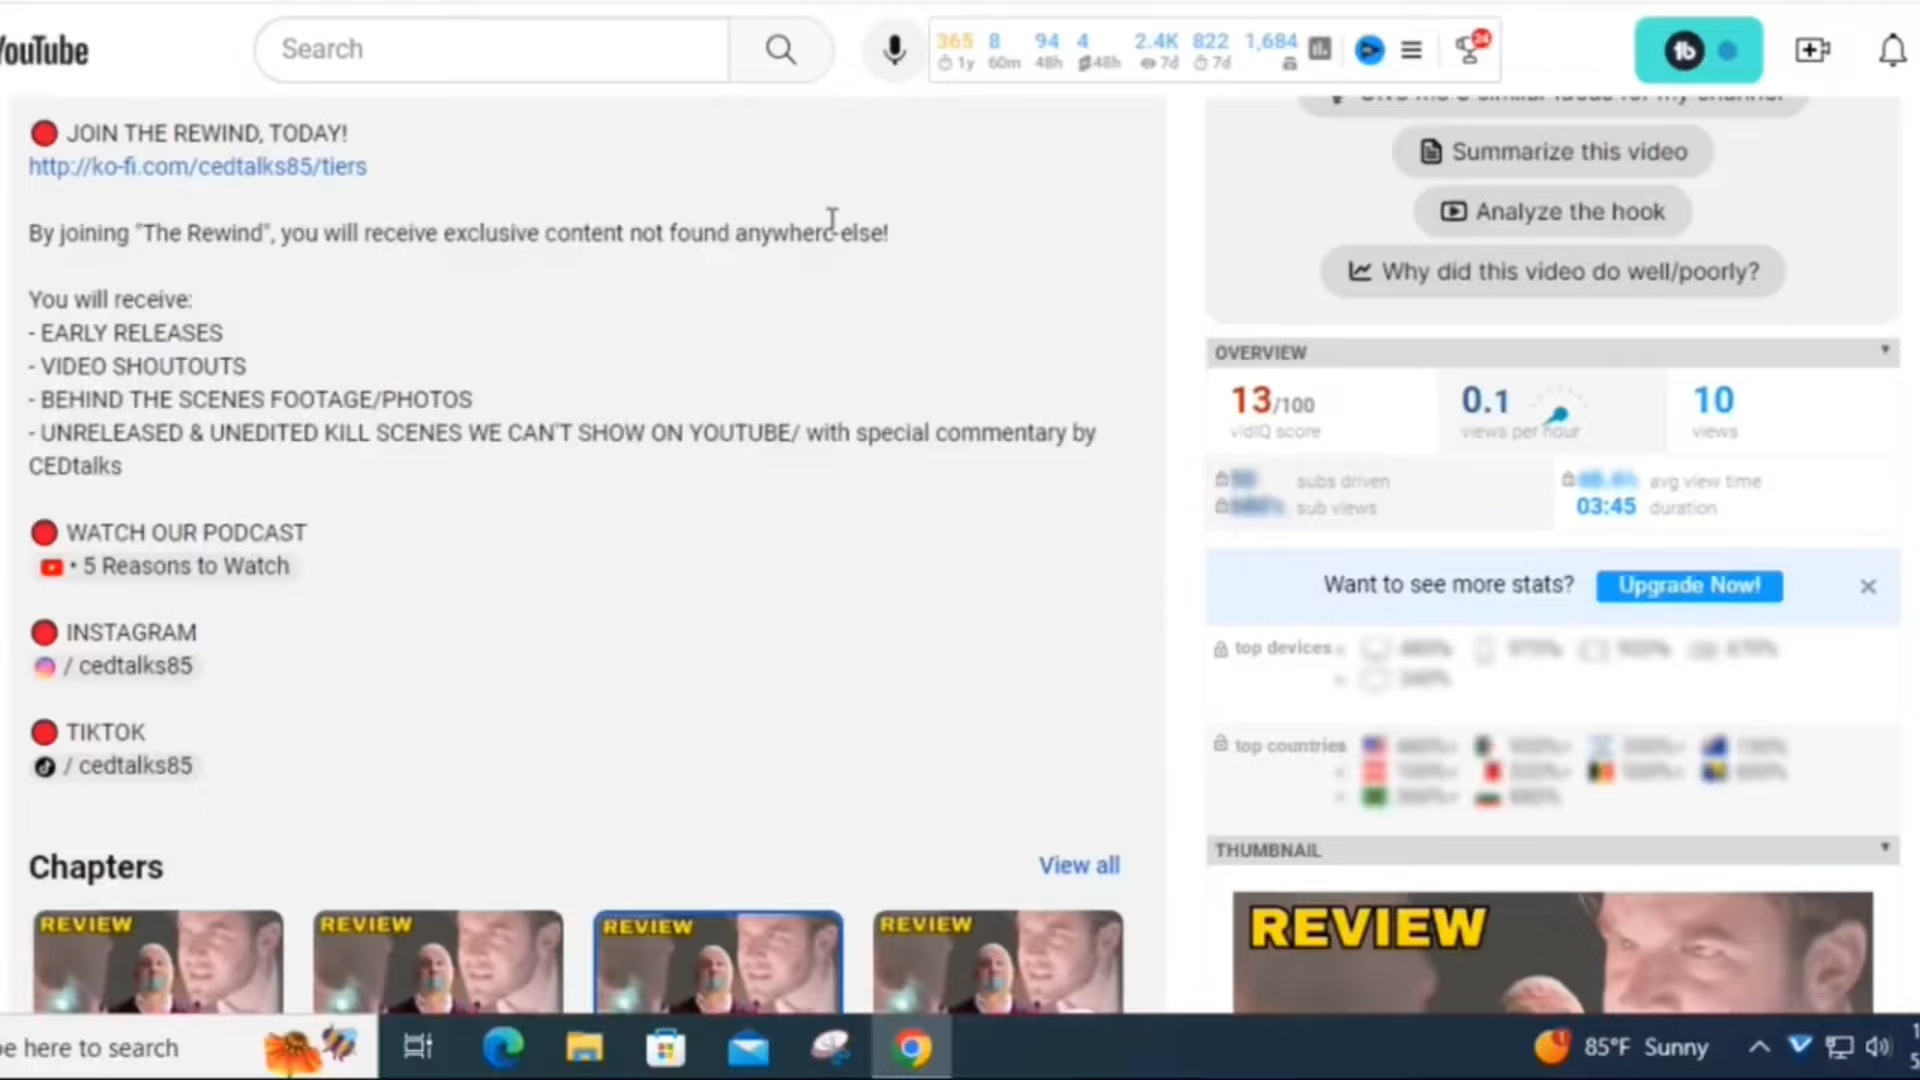 YouTube
Search
365 8 94 4 2.4K 822 1,684
1y 60m 48h 48h 7d 7d
24
JOIN THE REWIND, TODAY!
http://ko-fi.com/cedtalks85/tiers
By joining "The Rewind", you will receive exclusive content not found anywhere else!
You will receive:
- EARLY RELEASES
- VIDEO SHOUTOUTS
- BEHIND THE SCENES FOOTAGE/PHOTOS
- UNRELEASED & UNEDITED KILL SCENES WE CAN'T SHOW ON YOUTUBE/ with special commentary by
CEDtalks
WATCH OUR PODCAST
• 5 Reasons to Watch
INSTAGRAM
/ cedtalks85
TIKTOK
/ cedtalks85
Chapters
View all
REVIEW
REVIEW
REVIEW
REVIEW
Summarize this video
Analyze the hook
Why did this video do well/poorly?
OVERVIEW
13/100
vidIQ score
0.1
views per hour
10
views
subs driven
sub views
avg view time
03:45 duration
Want to see more stats? Upgrade Now!
top devices
top countries
THUMBNAIL
REVIEW
here to search
85°F Sunny